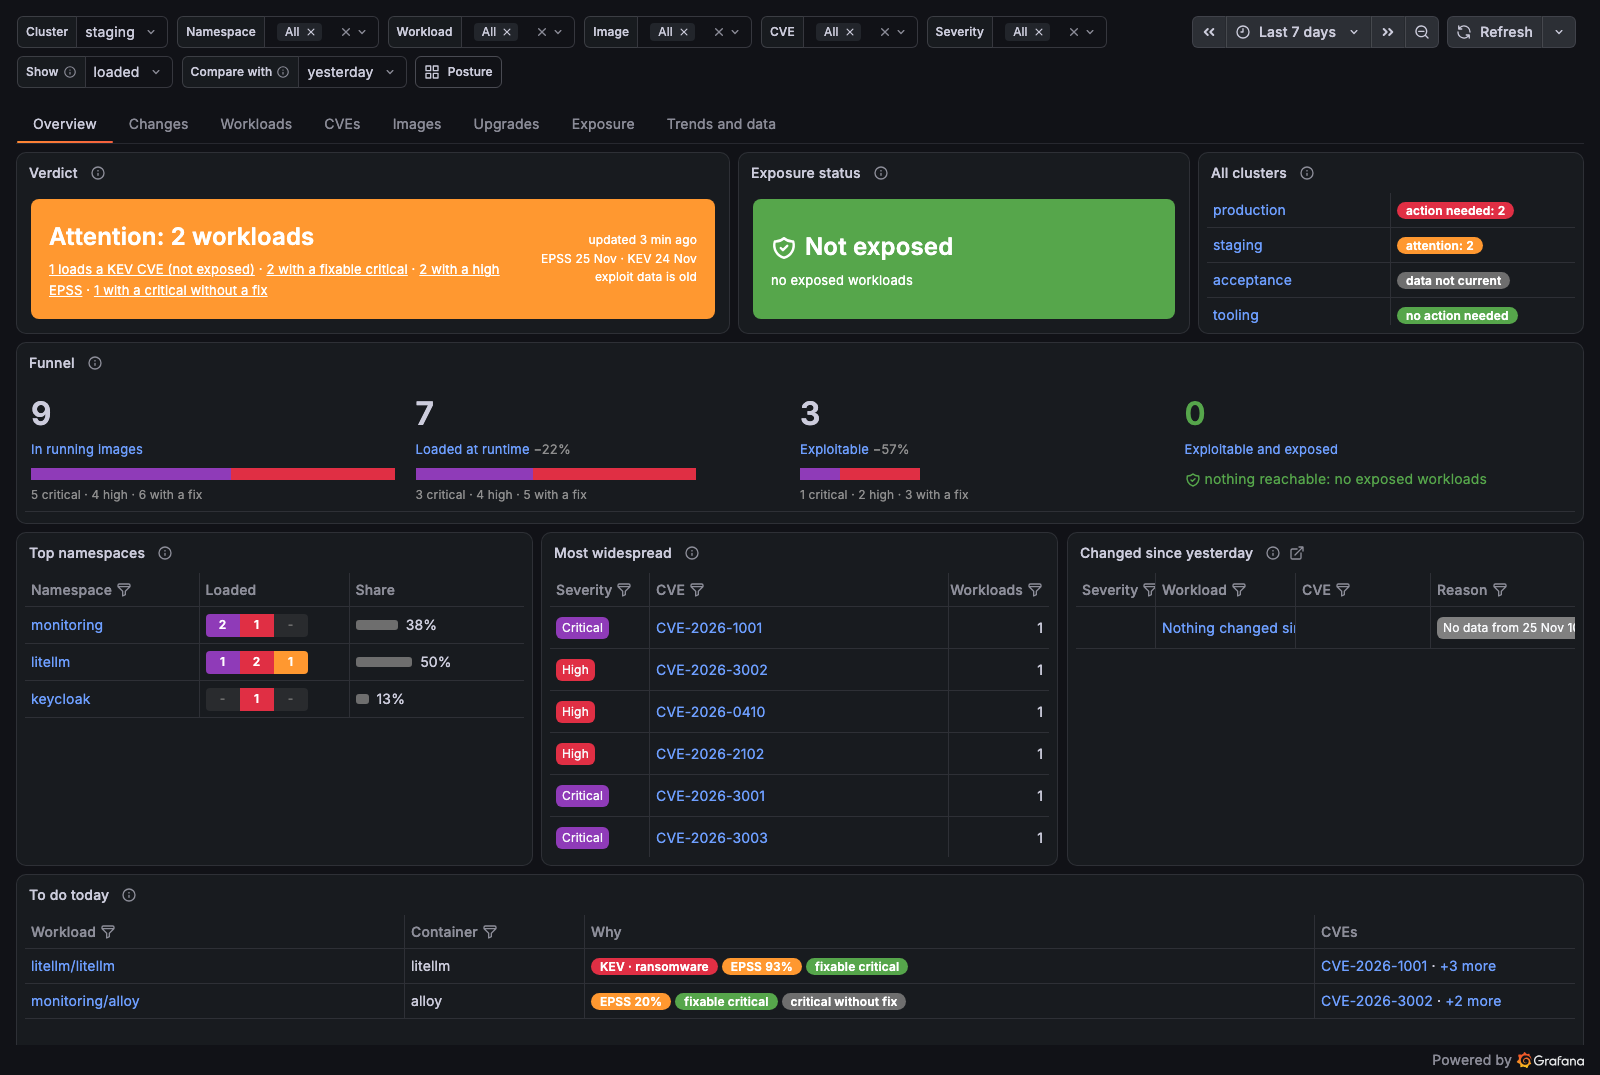 Cluster staging Namespace All Workload All Image All CVE All Severity All Last 7 days Refresh
Show loaded Compare with yesterday Posture
Overview Changes Workloads CVEs Images Upgrades Exposure Trends and data
Verdict
Attention: 2 workloads
1 loads a KEV CVE (not exposed) · 2 with a fixable critical · 2 with a high
EPSS · 1 with a critical without a fix
updated 3 min ago
EPSS 25 Nov · KEV 24 Nov
exploit data is old
Exposure status
Not exposed
no exposed workloads
All clusters
production action needed: 2
staging attention: 2
acceptance data not current
tooling no action needed
Funnel
9 7 3 0
In running images Loaded at runtime −22% Exploitable −57% Exploitable and exposed
nothing reachable: no exposed workloads
5 critical · 4 high · 6 with a fix 3 critical · 4 high · 5 with a fix 1 critical · 2 high · 3 with a fix
Top namespaces
Namespace Loaded Share
monitoring 2 1 - 38%
litellm 1 2 1 50%
keycloak - 1 - 13%
Most widespread
Severity CVE Workloads
Critical CVE-2026-1001 1
High CVE-2026-3002 1
High CVE-2026-0410 1
High CVE-2026-2102 1
Critical CVE-2026-3001 1
Critical CVE-2026-3003 1
Changed since yesterday
Severity Workload CVE Reason
Nothing changed No data from 25 Nov
To do today
Workload Container Why CVEs
litellm/litellm litellm KEV · ransomware EPSS 93% fixable critical CVE-2026-1001 · +3 more
monitoring/alloy alloy EPSS 20% fixable critical critical without fix CVE-2026-3002 · +2 more
Powered by Grafana